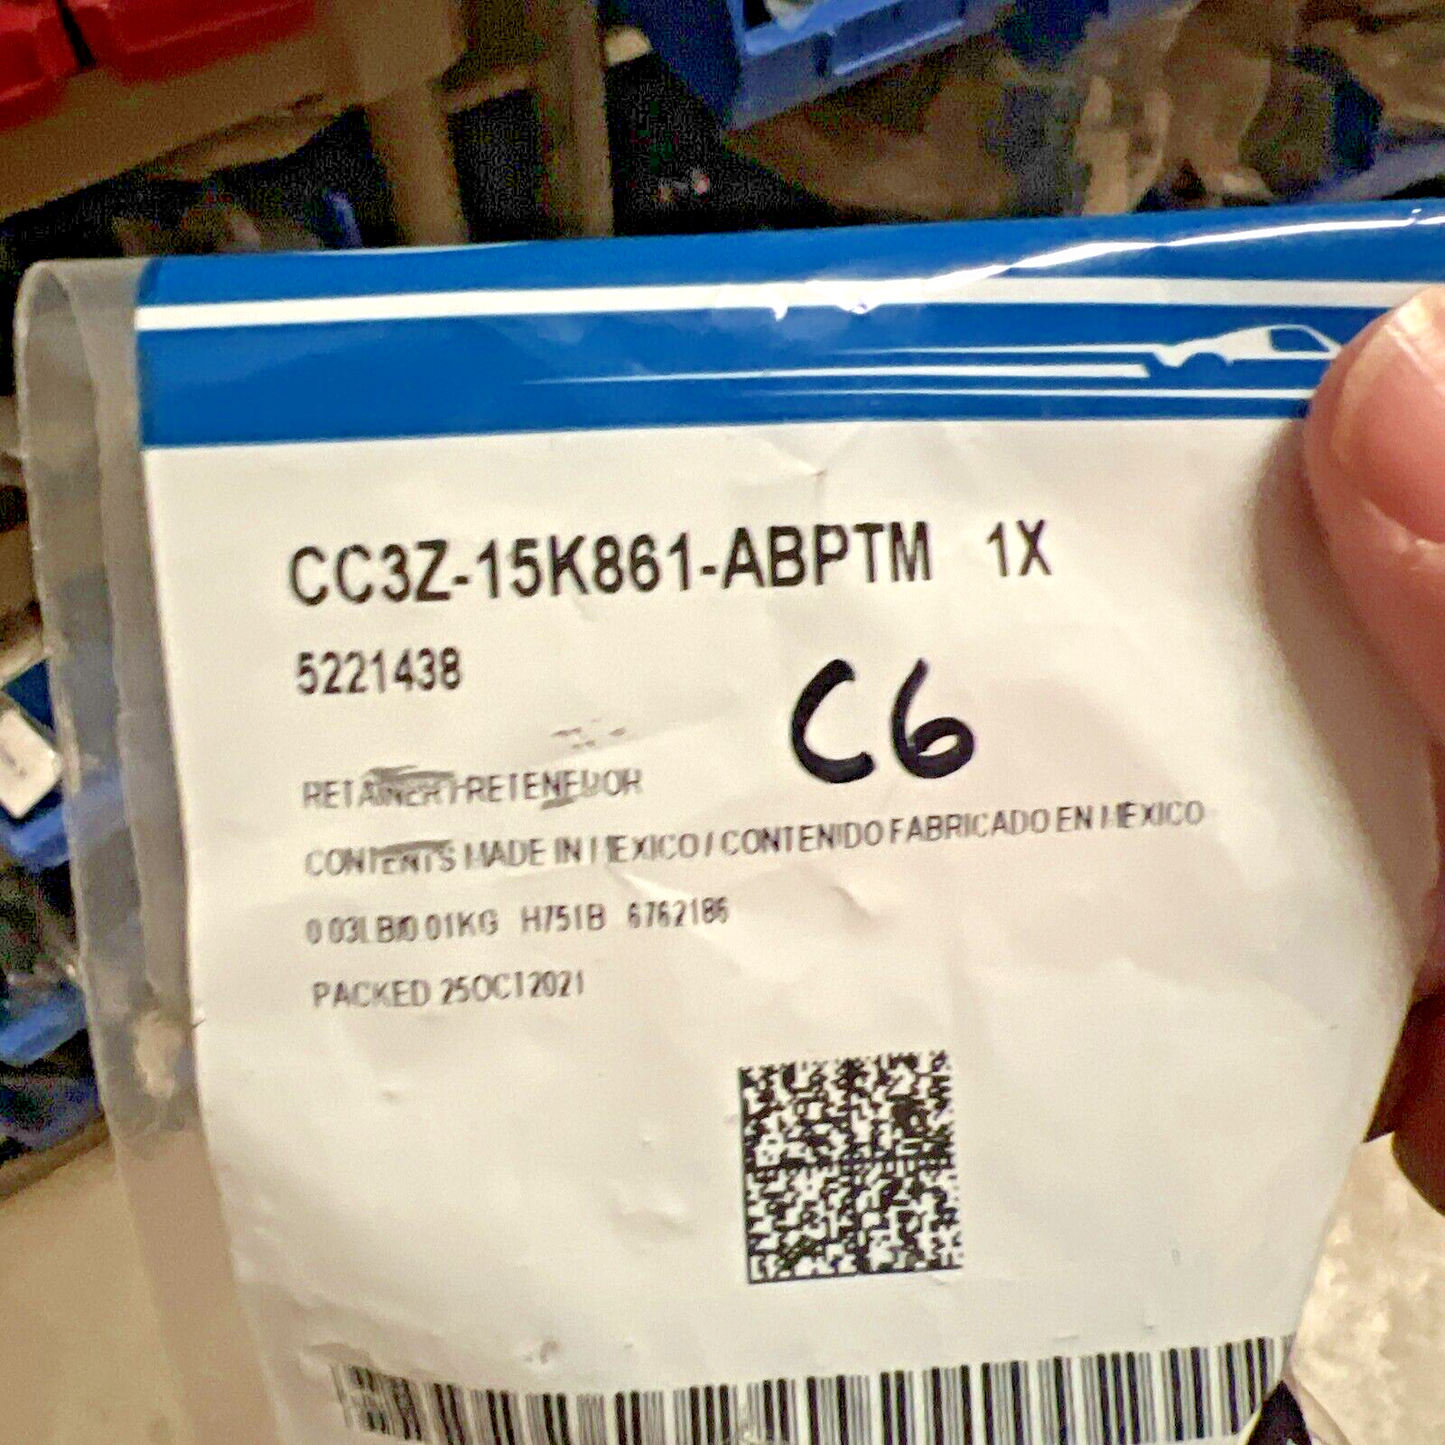 CC3Z-15K861-ABPTM 1X
5221438
C6
RETAINER / RETENEDOR
CONTENTS MADE IN MEXICO / CONTENIDO FABRICADO EN MEXICO
0.03LB/0.01KG H751B 6762186
PACKED 25OCT2021